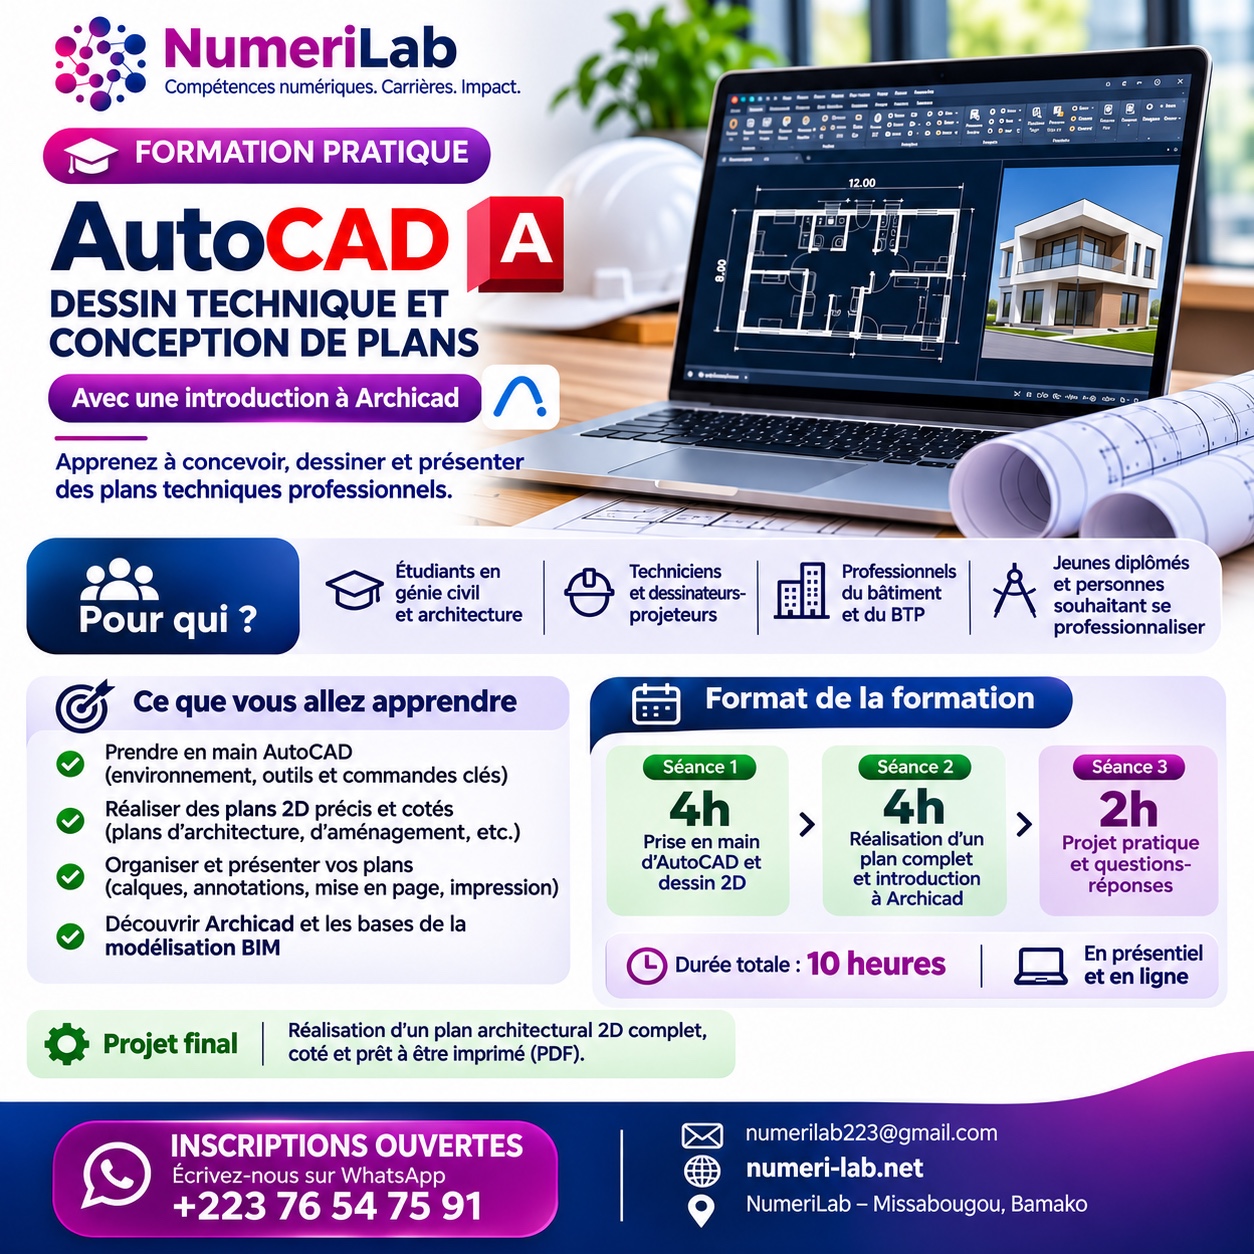 NumeriLab
Compétences numériques. Carrières. Impact.
FORMATION PRATIQUE
AutoCAD
A
DESSIN TECHNIQUE ET
CONCEPTION DE PLANS
Avec une introduction à Archicad
Apprenez à concevoir, dessiner et présenter
des plans techniques professionnels.
12.00
8.00
Pour qui ?
Étudiants en
génie civil
et architecture
Techniciens
et dessinateurs-
projeteurs
Professionnels
du bâtiment
et du BTP
Jeunes diplômés
et personnes
souhaitant se
professionnaliser
Ce que vous allez apprendre
Prendre en main AutoCAD
(environnement, outils et commandes clés)
Réaliser des plans 2D précis et cotés
(plans d'architecture, d'aménagement, etc.)
Organiser et présenter vos plans
(calques, annotations, mise en page, impression)
Découvrir Archicad et les bases de la
modélisation BIM
Format de la formation
Séance 1
4h
Prise en main
d'AutoCAD et
dessin 2D
Séance 2
4h
Réalisation d'un
plan complet
et introduction
à Archicad
Séance 3
2h
Projet pratique
et questions-
réponses
Durée totale : 10 heures
En présentiel
et en ligne
Projet final
Réalisation d'un plan architectural 2D complet,
coté et prêt à être imprimé (PDF).
INSCRIPTIONS OUVERTES
Écrivez-nous sur WhatsApp
+223 76 54 75 91
numerilab223@gmail.com
numeri-lab.net
NumeriLab – Missabougou, Bamako